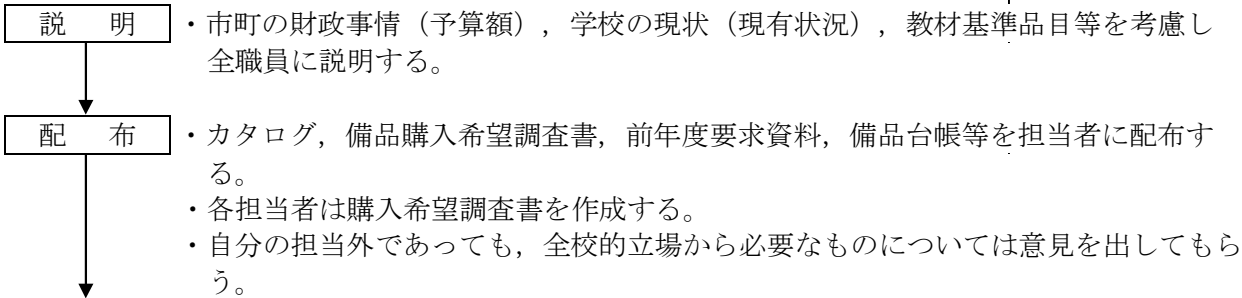 説　明　・市町の財政事情（予算額），学校の現状（現有状況），教材基準品目等を考慮し
全職員に説明する。
配　布　・カタログ，備品購入希望調査書，前年度要求資料，備品台帳等を担当者に配布す
る。
・各担当者は購入希望調査書を作成する。
・自分の担当外であっても，全校的立場から必要なものについては意見を出してもら
う。